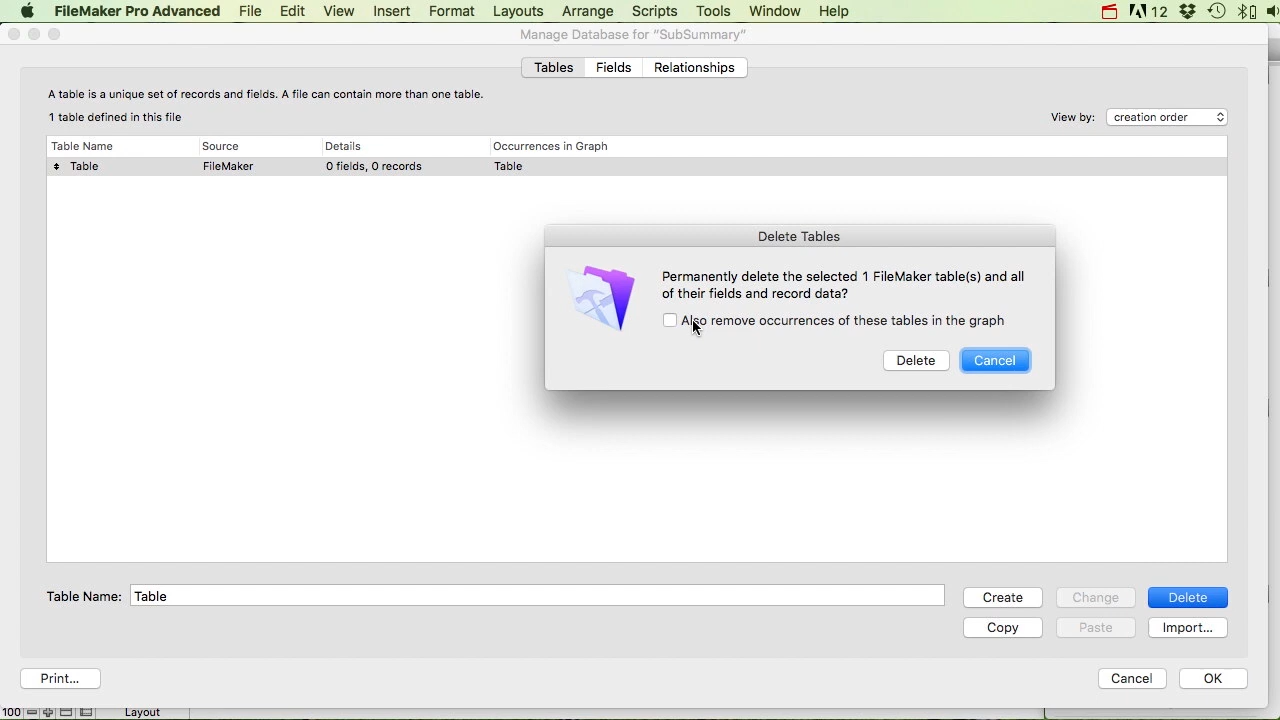 FileMaker Pro Advanced File Edit View Insert Format Layouts Arrange Scripts Tools Window Help 12
Manage Database for “SubSummary”
Tables Fields Relationships
A table is a unique set of records and fields. A file can contain more than one table.
1 table defined in this file View by: creation order
Table Name Source Details Occurrences in Graph
Table FileMaker 0 fields, 0 records Table
Delete Tables
Permanently delete the selected 1 FileMaker table(s) and all
of their fields and record data?
Also remove occurrences of these tables in the graph
Delete Cancel
Table Name: Table Create Change Delete
Copy Paste Import...
Print... Cancel OK
100 Layout